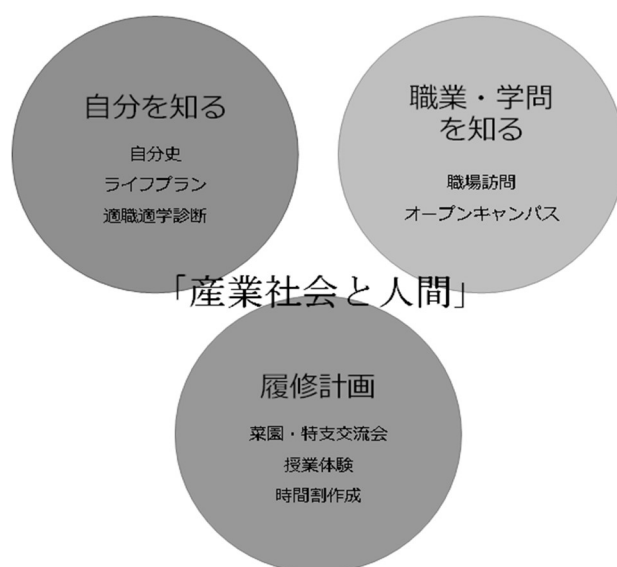 自分を知る
自分史
ライフプラン
適職適学診断
職業・学問
を知る
職場訪問
オープンキャンパス
「産業社会と人間」
履修計画
菜園・特支交流会
授業体験
時間割作成